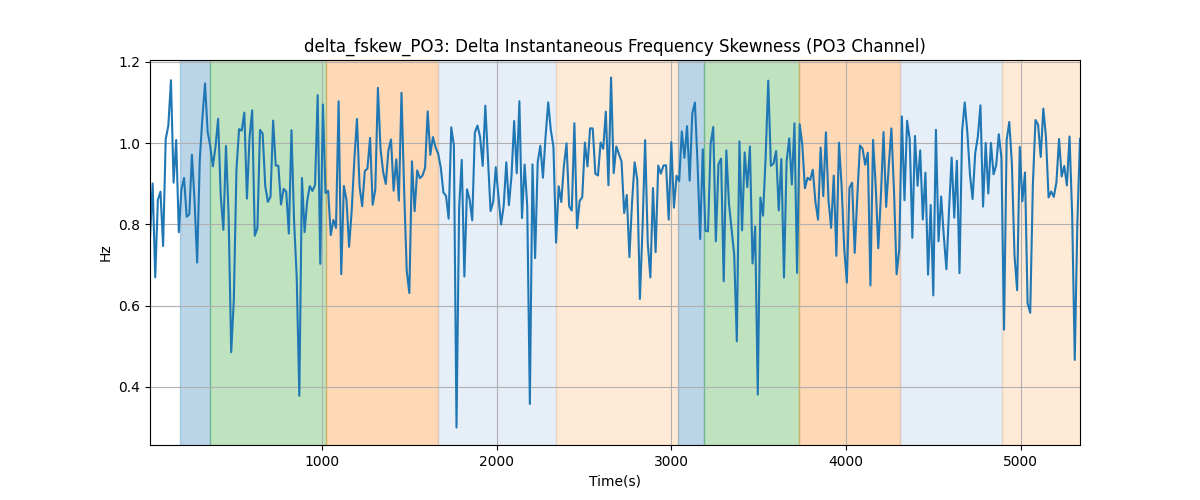 delta_fskew_PO3: Delta Instantaneous Frequency Skewness (PO3 Channel)
1.2
1.0
0.8
0.6
0.4
Hz
1000 2000 3000 4000 5000
Time(s)